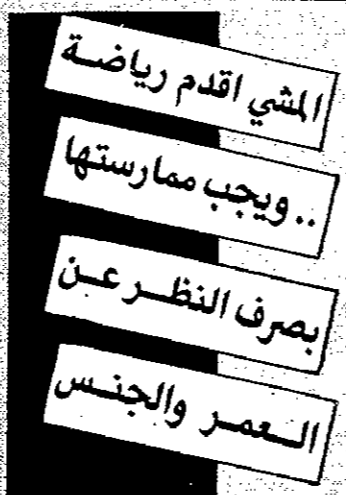 المشي اقدم رياضة
.. ويجب ممارستها
بصرف النظر عن
العمر والجنس